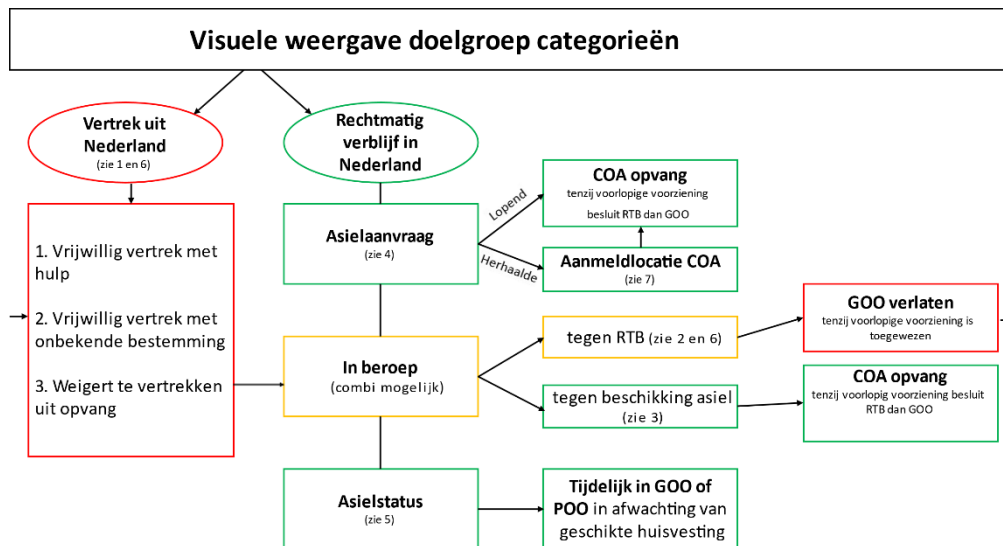 Visuele weergave doelgroep categorieën
Vertrek uit
Nederland
(zie 1 en 6)
Rechtmatig
verblijf in
Nederland
1. Vrijwillig vertrek met
hulp
2. Vrijwillig vertrek met
onbekende bestemming
3. Weigert te vertrekken
uit opvang
Asielaanvraag
(zie 4)
Lopend
Herhaalde
COA opvang
tenzij voorlopige voorziening
besluit RTB dan GOO
Aanmeldlocatie COA
(zie 7)
In beroep
(combi mogelijk)
tegen RTB (zie 2 en 6)
GOO verlaten
tenzij voorlopige voorziening is
toegewezen
tegen beschikking asiel
(zie 3)
COA opvang
tenzij voorlopig voorziening besluit
RTB dan GOO
Asielstatus
(zie 5)
Tijdelijk in GOO of
POO in afwachting van
geschikte huisvesting